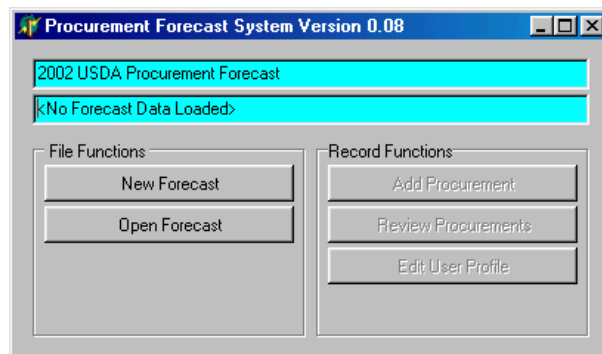 Procurement Forecast System Version 0.08
2002 USDA Procurement Forecast
<No Forecast Data Loaded>
File Functions
New Forecast
Open Forecast
Record Functions
Add Procurement
Review Procurements
Edit User Profile